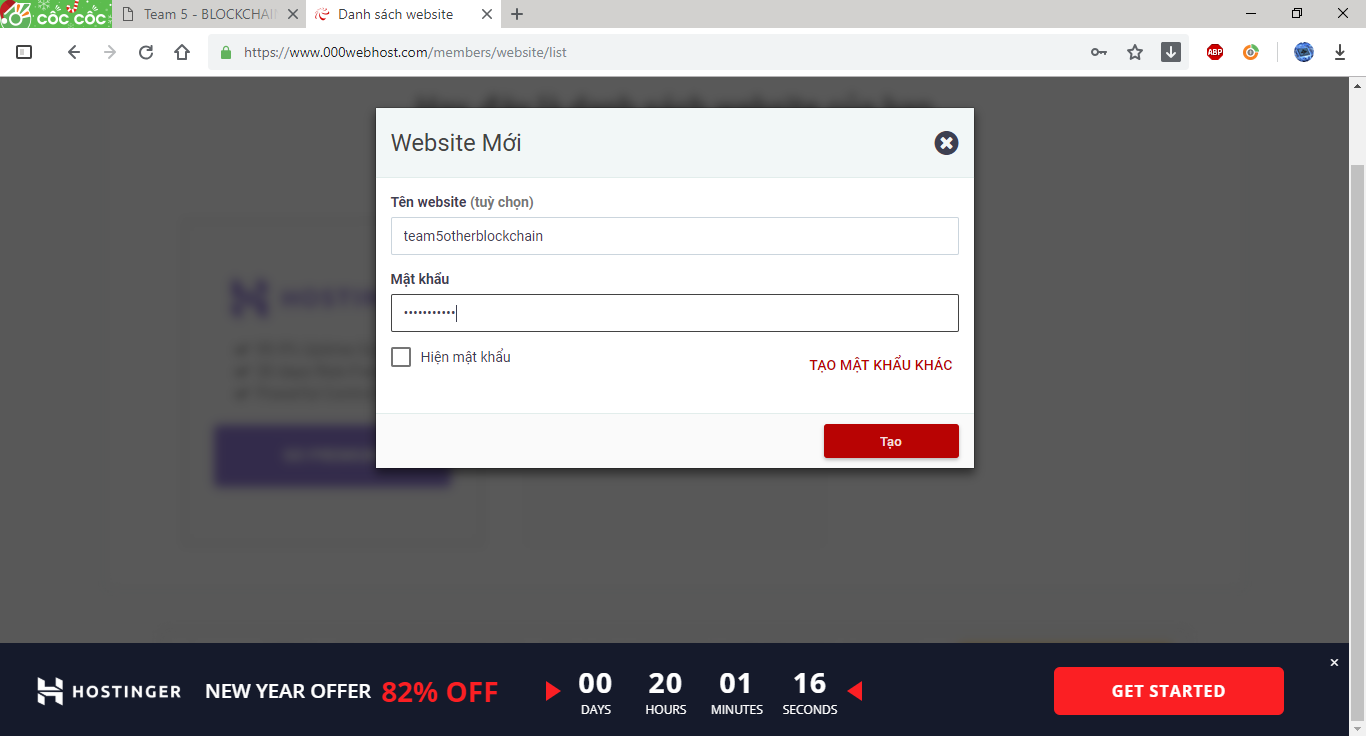 CỐC CỐC
Team 5 - BLOCKCHAIN
Danh sách website
https://www.000webhost.com/members/website/list
ABP
Website Mới
Tên website (tuỳ chọn)
team5otherblockchain
Mật khẩu
•••••••••••
Hiện mật khẩu
TẠO MẬT KHẨU KHÁC
Tạo
HOSTINGER
NEW YEAR OFFER 82% OFF
00 20 01 16
DAYS HOURS MINUTES SECONDS
GET STARTED